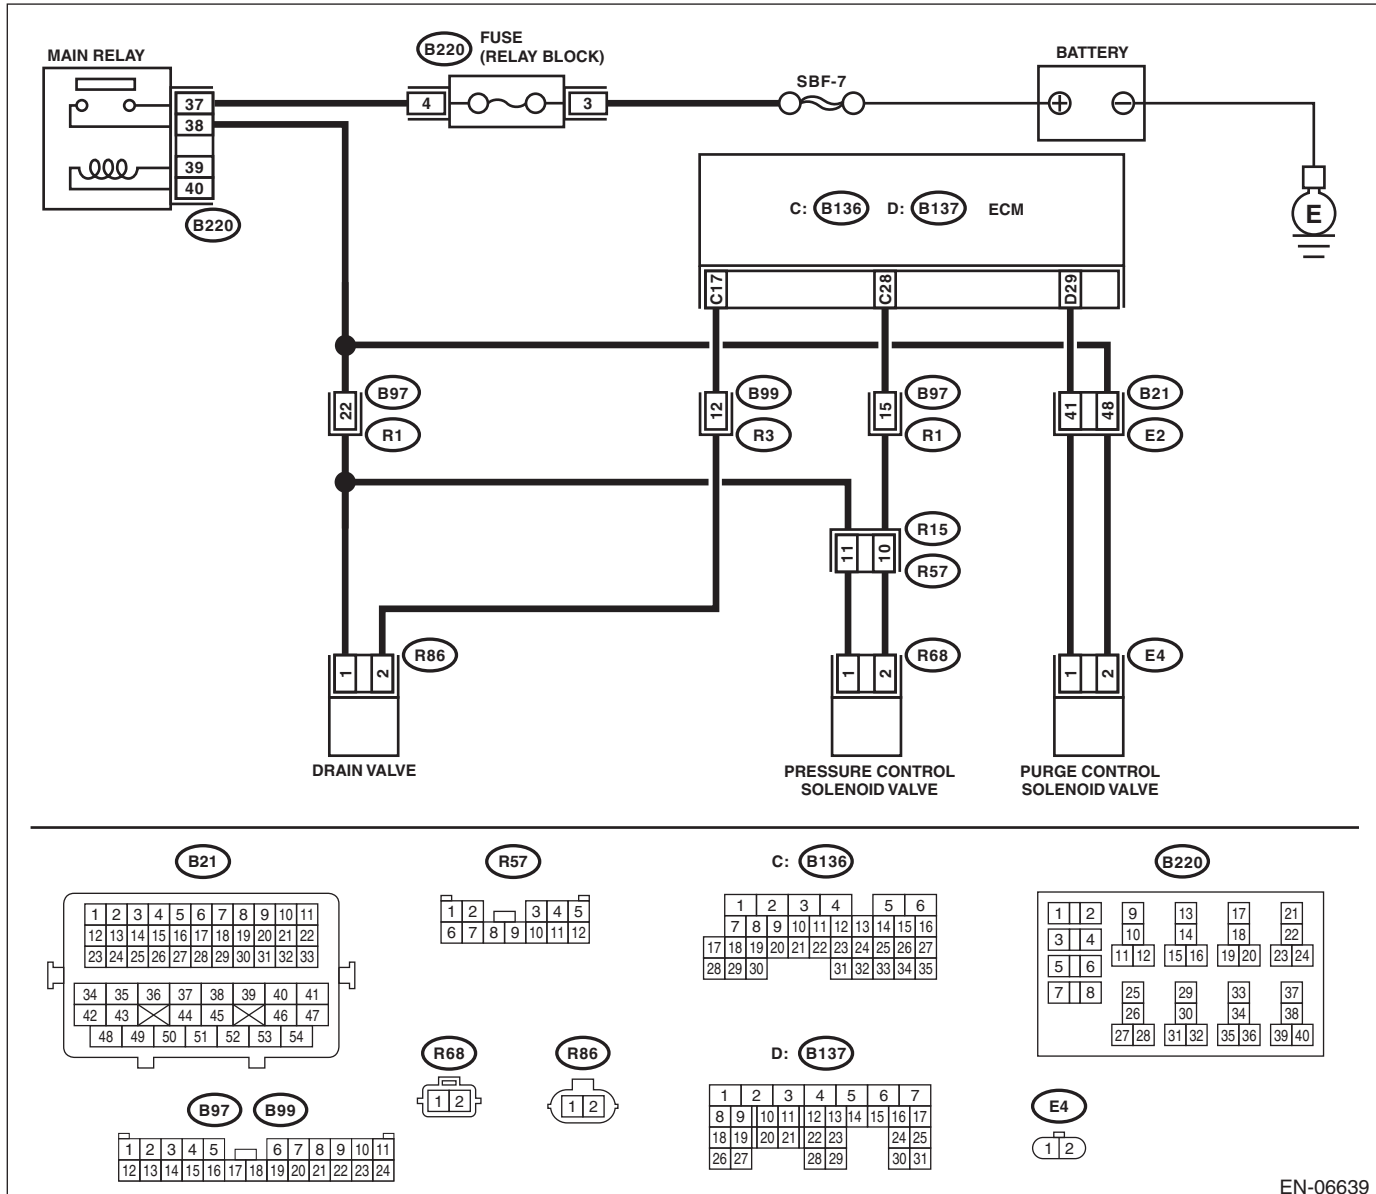 MAIN RELAY
B220
FUSE
(RELAY BLOCK)
SBF-7
BATTERY
37
38
39
40
B220
4
3
E
C: B136 D: B137 ECM
C17
C28
D29
22
B97
R1
12
B99
R3
15
B97
R1
41
48
B21
E2
11
10
R15
R57
1
2
R86
1
2
R68
1
2
E4
DRAIN VALVE
PRESSURE CONTROL
SOLENOID VALVE
PURGE CONTROL
SOLENOID VALVE
B21
1 2 3 4 5 6 7 8 9 10 11
12 13 14 15 16 17 18 19 20 21 22
23 24 25 26 27 28 29 30 31 32 33
34 35 36 37 38 39 40 41
42 43 44 45 46 47
48 49 50 51 52 53 54
R57
1 2 3 4 5
6 7 8 9 10 11 12
C: B136
1 2 3 4 5 6
7 8 9 10 11 12 13 14 15 16
17 18 19 20 21 22 23 24 25 26 27
28 29 30 31 32 33 34 35
B220
1 2 9 13 17 21
3 4 10 14 18 22
5 6 11 12 15 16 19 20 23 24
7 8 25 29 33 37
26 30 34 38
27 28 31 32 35 36 39 40
B97 B99
1 2 3 4 5 6 7 8 9 10 11
12 13 14 15 16 17 18 19 20 21 22 23 24
R68
1 2
R86
1 2
D: B137
1 2 3 4 5 6 7
8 9 10 11 12 13 14 15 16 17
18 19 20 21 22 23 24 25
26 27 28 29 30 31
E4
1 2
EN-06639